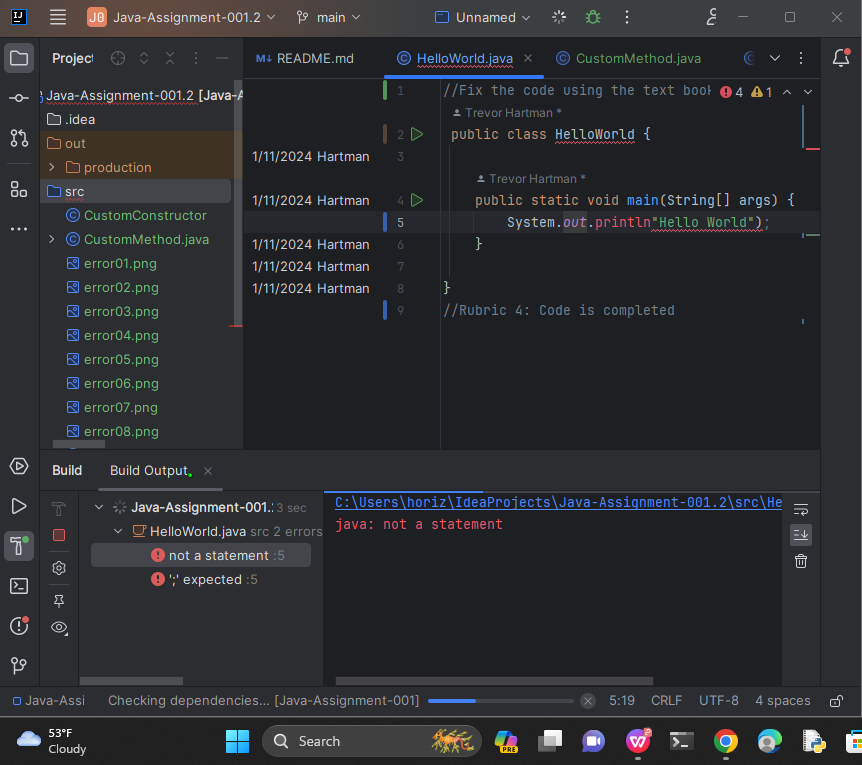 IJ
J0 Java-Assignment-001.2
main
Unnamed
Project
README.md
HelloWorld.java
CustomMethod.java
Java-Assignment-001.2 [Java-A
.idea
out
production
src
CustomConstructor
CustomMethod.java
error01.png
error02.png
error03.png
error04.png
error05.png
error06.png
error07.png
error08.png
1 //Fix the code using the text book
4 1
Trevor Hartman *
2 public class HelloWorld {
1/11/2024 Hartman 3
Trevor Hartman *
1/11/2024 Hartman 4 public static void main(String[] args) {
5 System.out.println"Hello World");
1/11/2024 Hartman 6 }
1/11/2024 Hartman 7
1/11/2024 Hartman 8 }
9 //Rubric 4: Code is completed
Build Build Output
Java-Assignment-001. 3 sec
HelloWorld.java src 2 errors
not a statement :5
';' expected :5
C:\Users\horiz\IdeaProjects\Java-Assignment-001.2\src\He
java: not a statement
Java-Assi Checking dependencies... [Java-Assignment-001] 5:19 CRLF UTF-8 4 spaces
53°F
Cloudy
Search
PRE